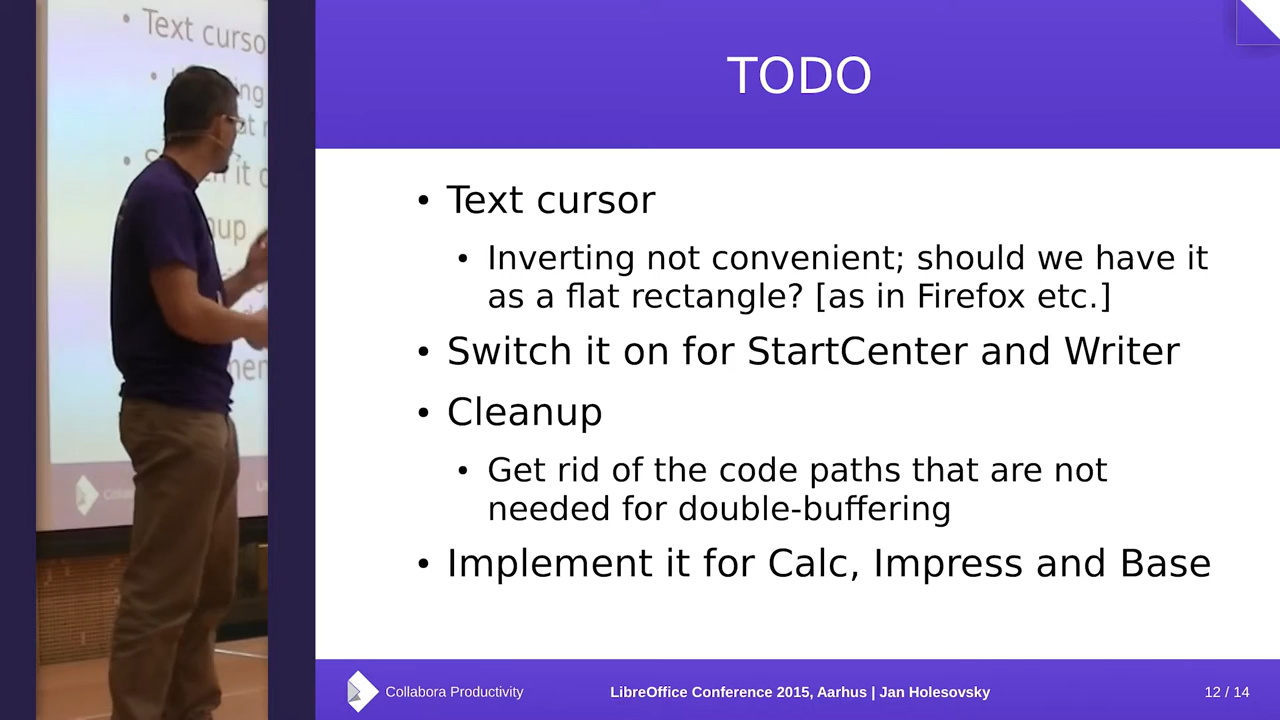 TODO
• Text cursor
• Inverting not convenient; should we have it
as a flat rectangle? [as in Firefox etc.]
• Switch it on for StartCenter and Writer
• Cleanup
• Get rid of the code paths that are not
needed for double-buffering
• Implement it for Calc, Impress and Base
Collabora Productivity
LibreOffice Conference 2015, Aarhus | Jan Holesovsky
12 / 14
• Text curso